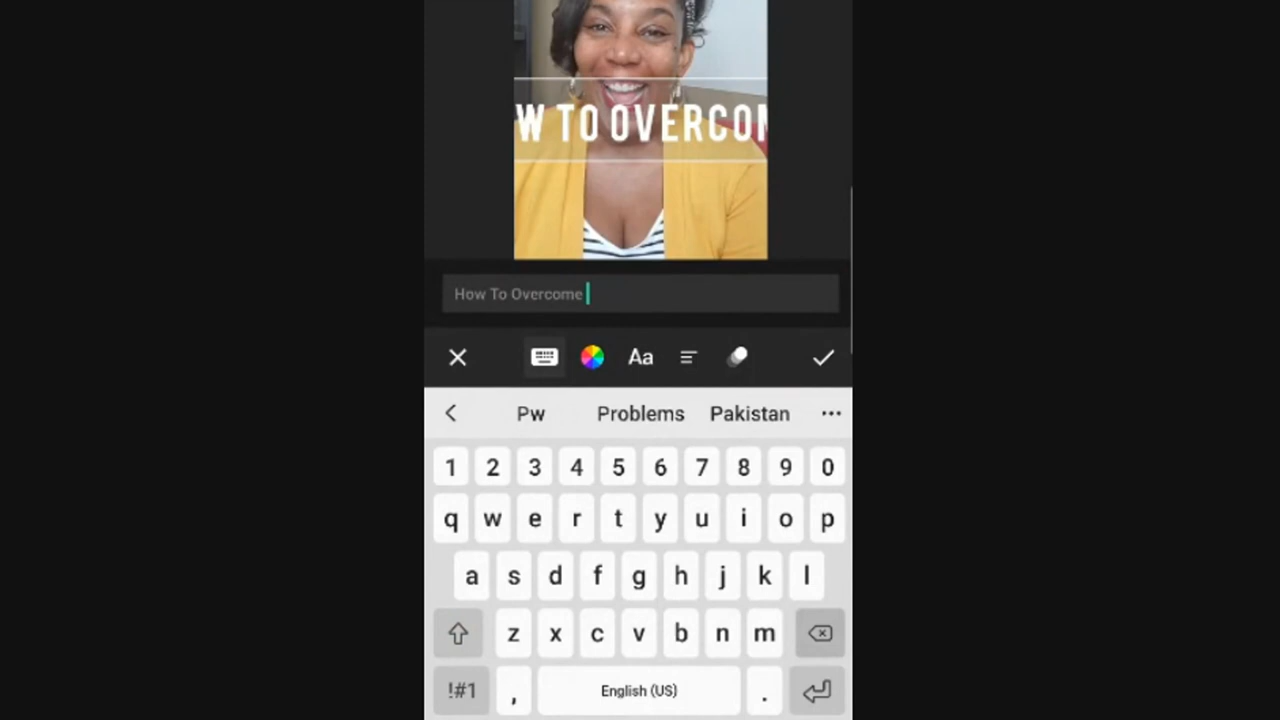 W TO OVERCOM
How To Overcome
Aa
Pw Problems Pakistan
1 2 3 4 5 6 7 8 9 0
q w e r t y u i o p
a s d f g h j k l
z x c v b n m
!#1 , English (US) .